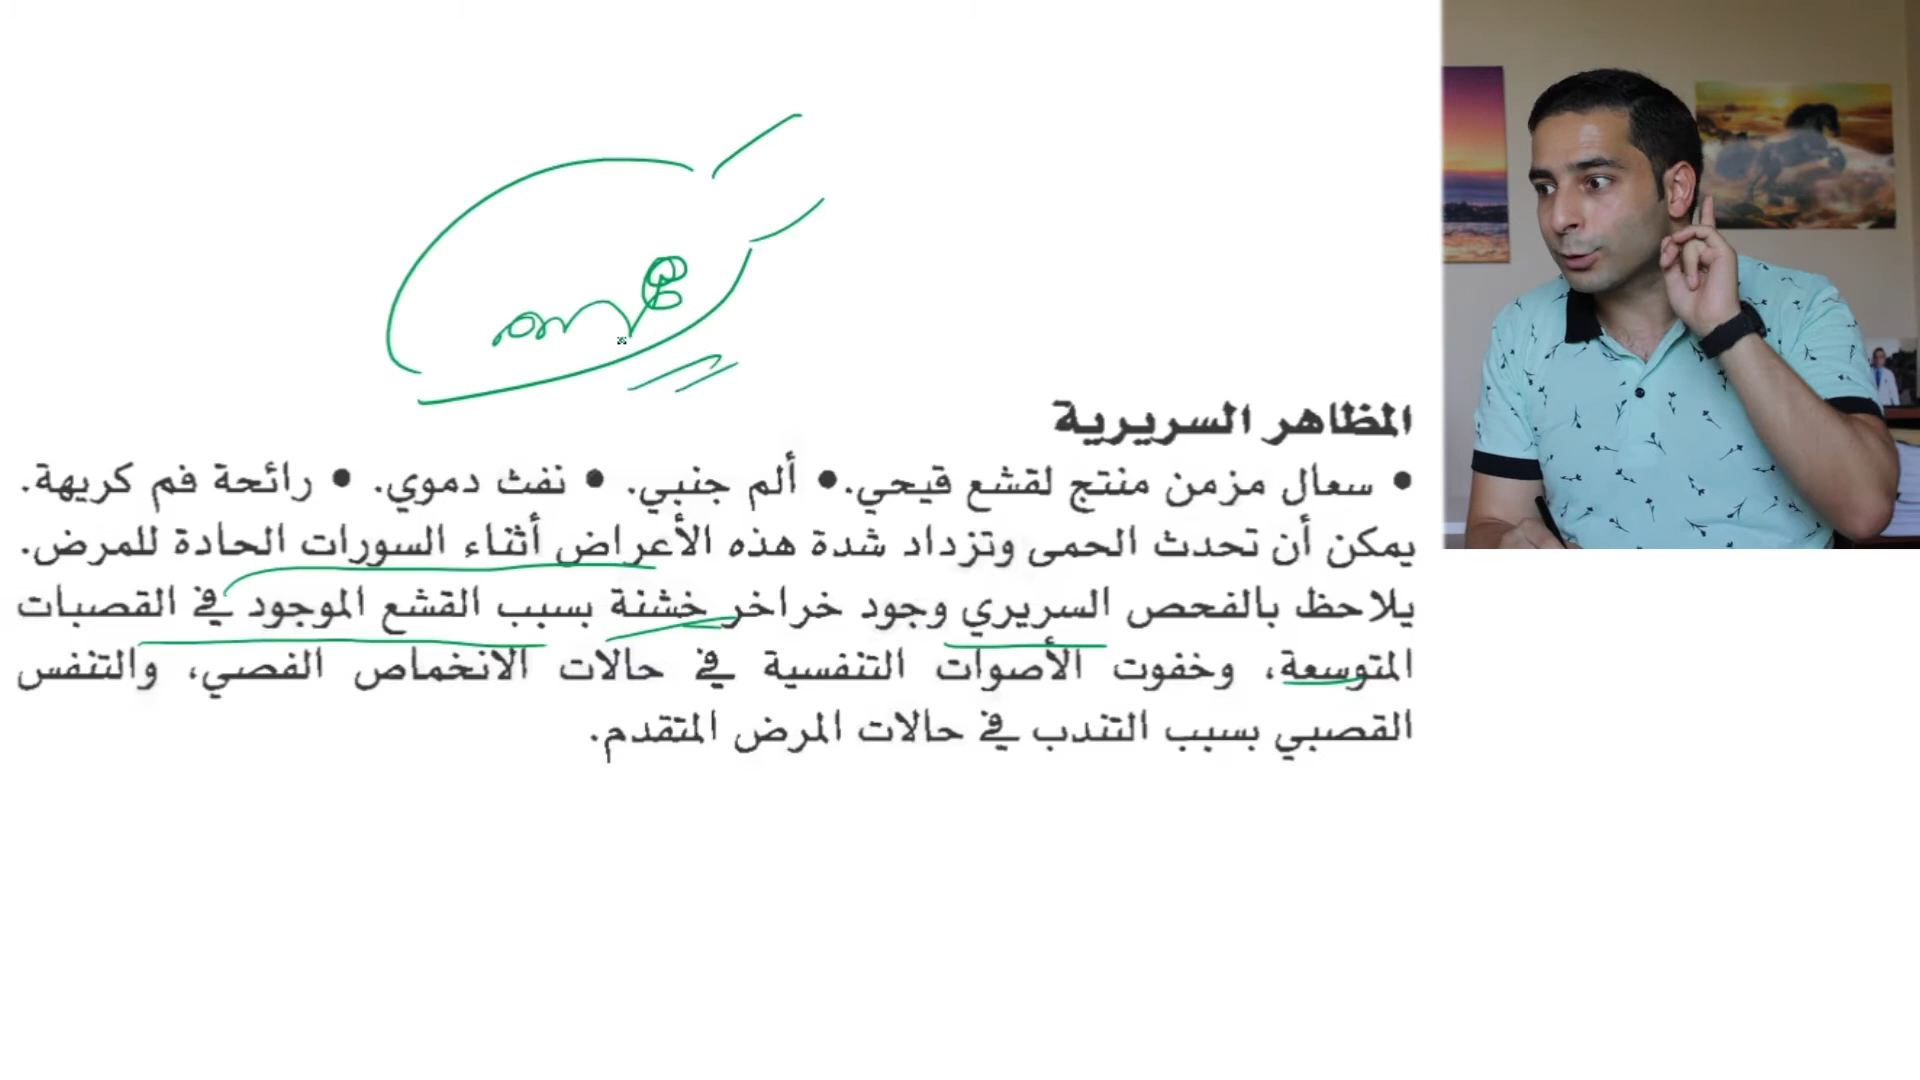 المظاهر السريرية
• سعال مزمن منتج لقشع قيحي. • ألم جنبي. • نفث دموي. • رائحة فم كريهة.
يمكن أن تحدث الحمى وتزداد شدة هذه الأعراض أثناء السورات الحادة للمرض.
يلاحظ بالفحص السريري وجود خراخر خشنة بسبب القشع الموجود في القصبات
المتوسعة، وخفوت الأصوات التنفسية في حالات الانخماص الفصي، والتنفس
القصبي بسبب التندب في حالات المرض المتقدم.